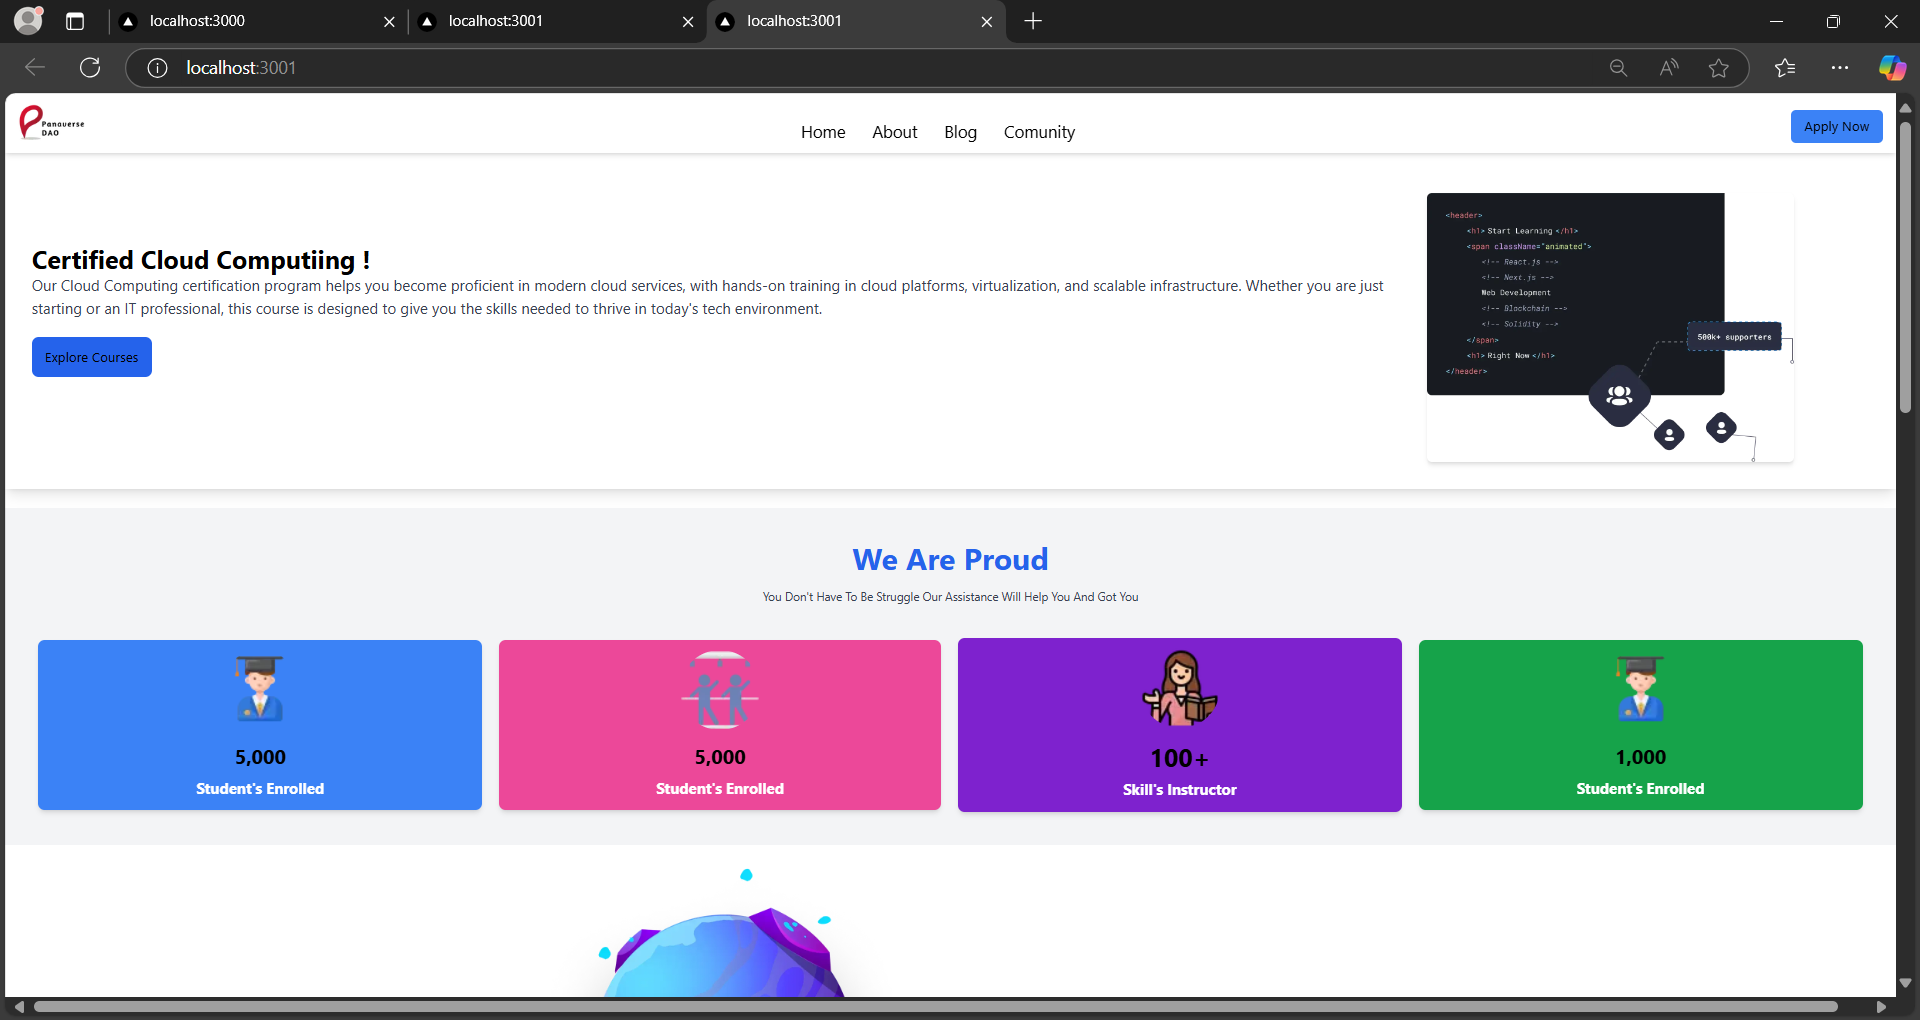 localhost:3000
localhost:3001
localhost:3001
localhost:3001
Panaverse
DAO
Home
About
Blog
Comunity
Apply Now
Certified Cloud Computiing !
Our Cloud Computing certification program helps you become proficient in modern cloud services, with hands-on training in cloud platforms, virtualization, and scalable infrastructure. Whether you are just
starting or an IT professional, this course is designed to give you the skills needed to thrive in today's tech environment.
Explore Courses
<header>
<h1> Start Learning </h1>
<span className="animated">
<!-- React.js -->
<!-- Next.js -->
Web Development
<!-- Blockchain -->
<!-- Solidity -->
</span>
<h1> Right Now </h1>
</header>
500k+ supporters
We Are Proud
You Don't Have To Be Struggle Our Assistance Will Help You And Got You
5,000
Student's Enrolled
5,000
Student's Enrolled
100+
Skill's Instructor
1,000
Student's Enrolled